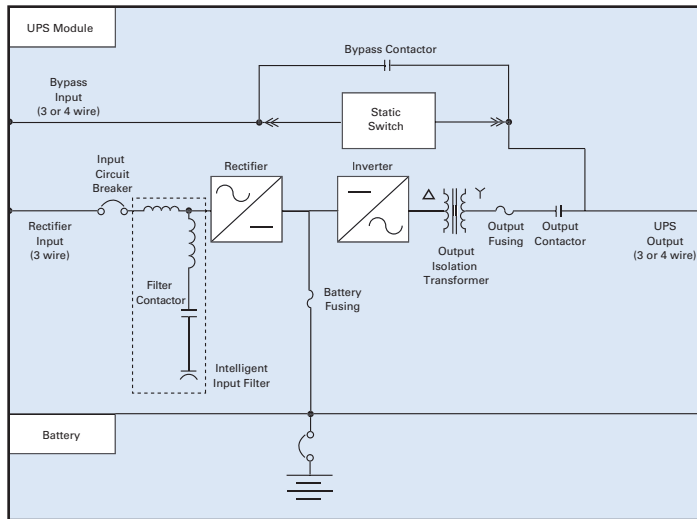 UPS Module
Bypass Contactor
Bypass
Input
(3 or 4 wire)
Static
Switch
Input
Circuit
Breaker
Rectifier
Inverter
Rectifier
Input
(3 wire)
Output
Fusing
Output
Contactor
UPS
Output
(3 or 4 wire)
Output
Isolation
Transformer
Filter
Contactor
Battery
Fusing
Intelligent
Input Filter
Battery